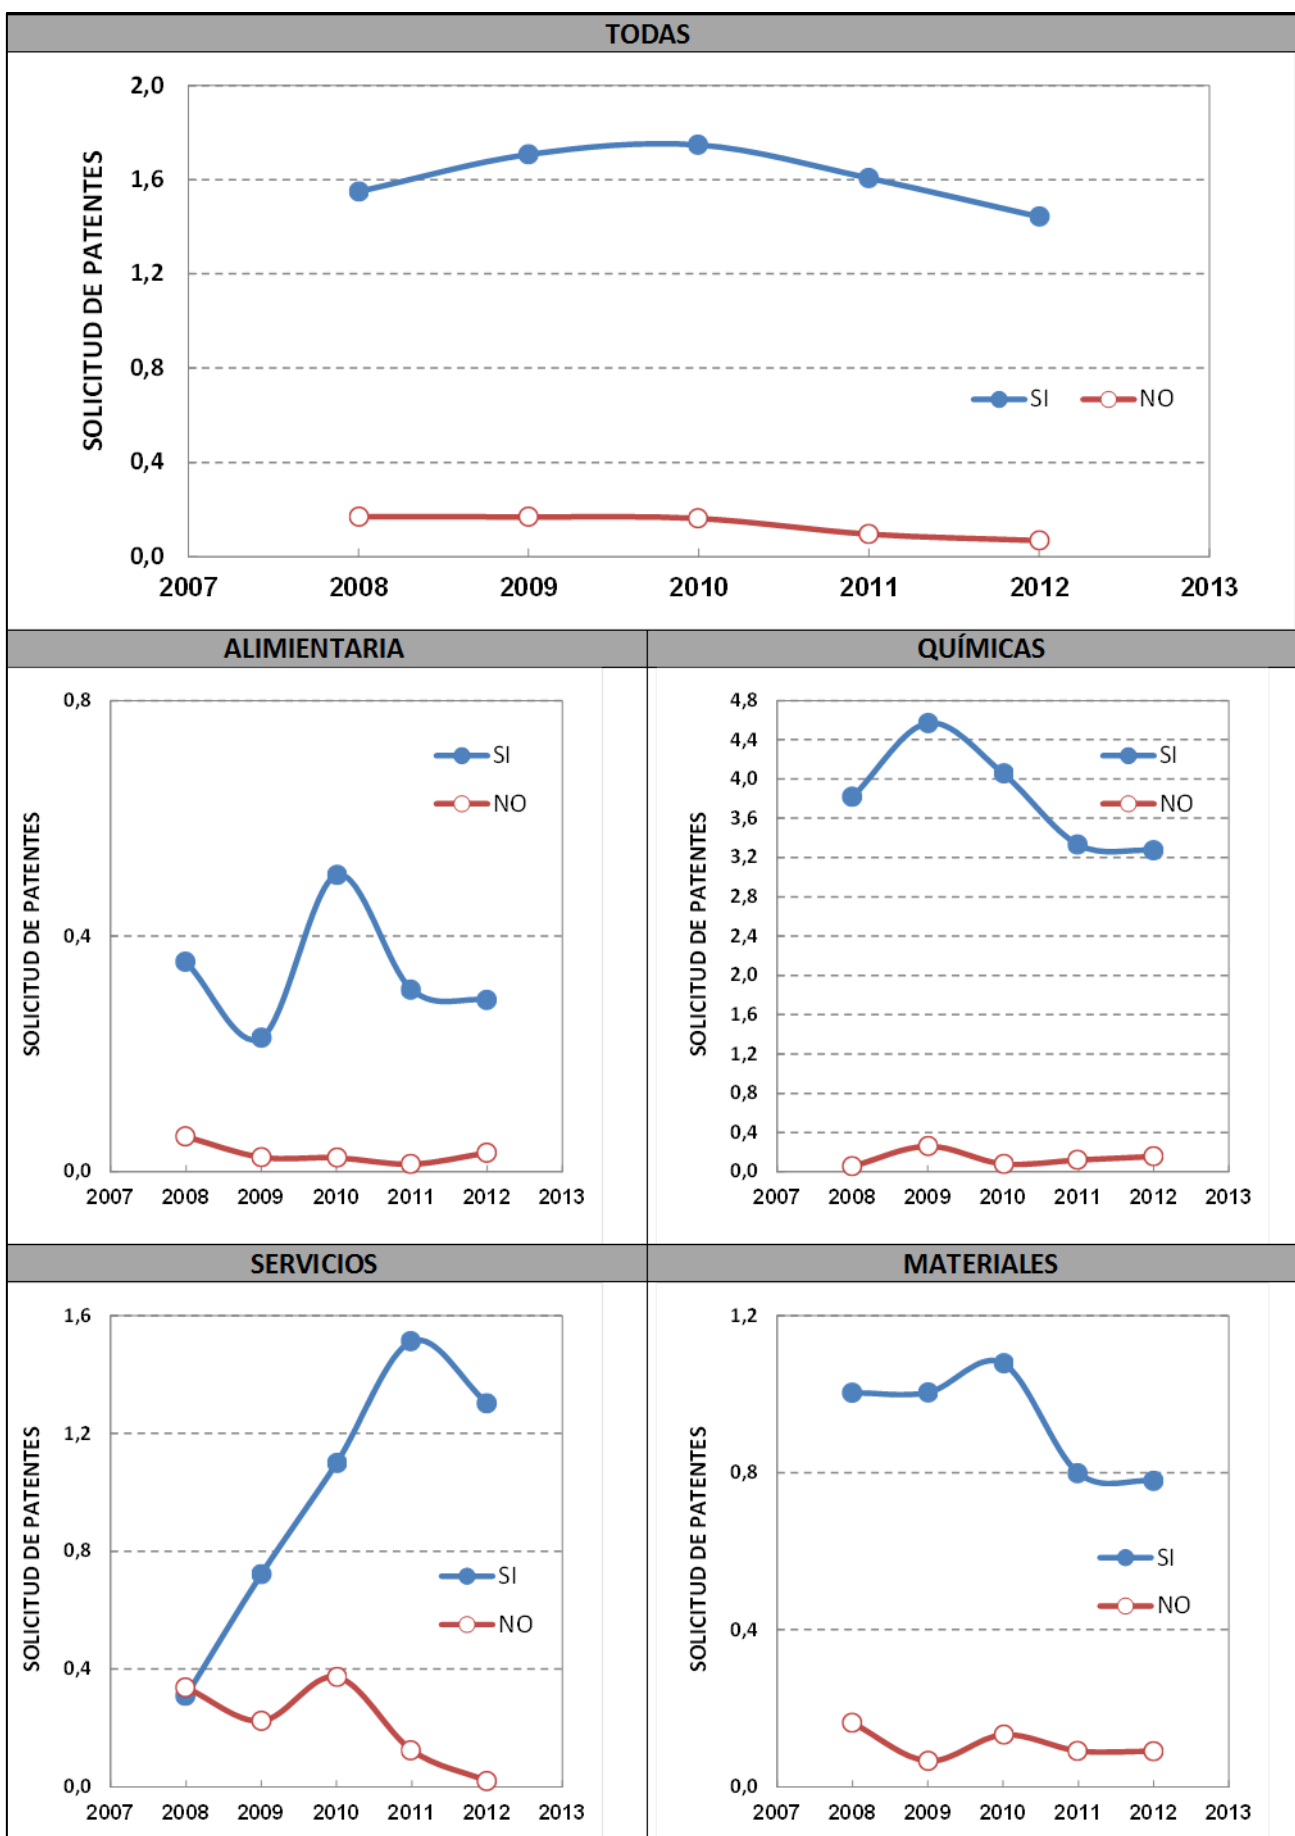 TODAS
SOLICITUD DE PATENTES
2,0
1,6
1,2
0,8
0,4
0,0
SI NO
2007 2008 2009 2010 2011 2012 2013
ALIMIENTARIA
SOLICITUD DE PATENTES
0,8
0,4
0,0
SI
NO
2007 2008 2009 2010 2011 2012 2013
QUÍMICAS
SOLICITUD DE PATENTES
4,8
4,4
4,0
3,6
3,2
2,8
2,4
2,0
1,6
1,2
0,8
0,4
0,0
SI
NO
2007 2008 2009 2010 2011 2012 2013
SERVICIOS
SOLICITUD DE PATENTES
1,6
1,2
0,8
0,4
0,0
SI
NO
2007 2008 2009 2010 2011 2012 2013
MATERIALES
SOLICITUD DE PATENTES
1,2
0,8
0,4
0,0
SI
NO
2007 2008 2009 2010 2011 2012 2013